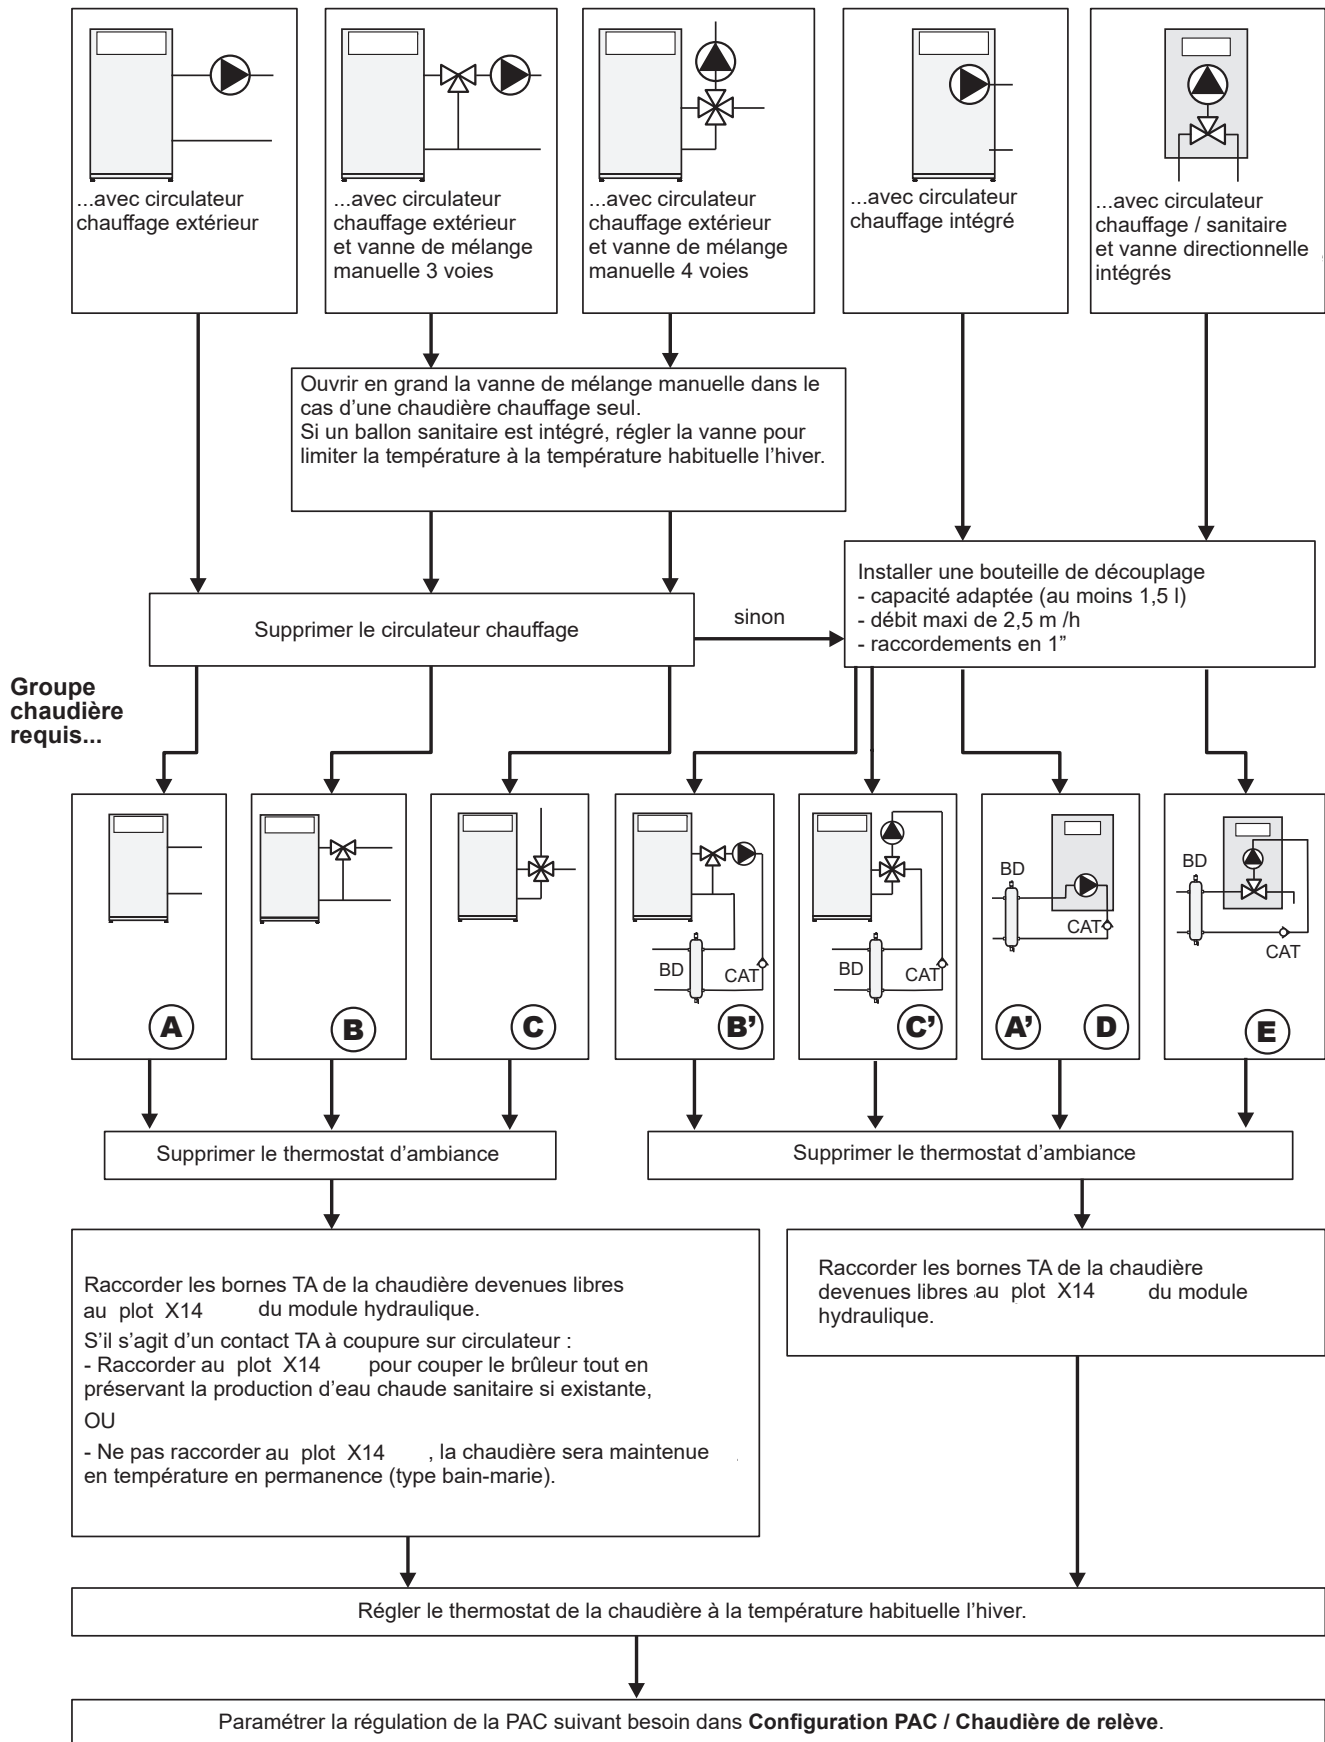 ...avec circulateur
chauffage extérieur
...avec circulateur
chauffage extérieur
et vanne de mélange
manuelle 3 voies
...avec circulateur
chauffage extérieur
et vanne de mélange
manuelle 4 voies
...avec circulateur
chauffage intégré
...avec circulateur
chauffage / sanitaire
et vanne directionnelle
intégrés
Ouvrir en grand la vanne de mélange manuelle dans le
cas d’une chaudière chauffage seul.
Si un ballon sanitaire est intégré, régler la vanne pour
limiter la température à la température habituelle l’hiver.
Supprimer le circulateur chauffage
sinon
Installer une bouteille de découplage
- capacité adaptée (au moins 1,5 l)
- débit maxi de 2,5 m /h
- raccordements en 1”
Groupe
chaudière
requis...
A
B
C
BD
CAT
B’
BD
CAT
C’
BD
CAT
A’
D
BD
CAT
E
Supprimer le thermostat d’ambiance
Supprimer le thermostat d’ambiance
Raccorder les bornes TA de la chaudière devenues libres
au plot X14 du module hydraulique.
S’il s’agit d’un contact TA à coupure sur circulateur :
- Raccorder au plot X14 pour couper le brûleur tout en
préservant la production d’eau chaude sanitaire si existante,
OU
- Ne pas raccorder au plot X14 , la chaudière sera maintenue
en température en permanence (type bain-marie).
Raccorder les bornes TA de la chaudière
devenues libres au plot X14 du module
hydraulique.
Régler le thermostat de la chaudière à la température habituelle l’hiver.
Paramétrer la régulation de la PAC suivant besoin dans Configuration PAC / Chaudière de relève.